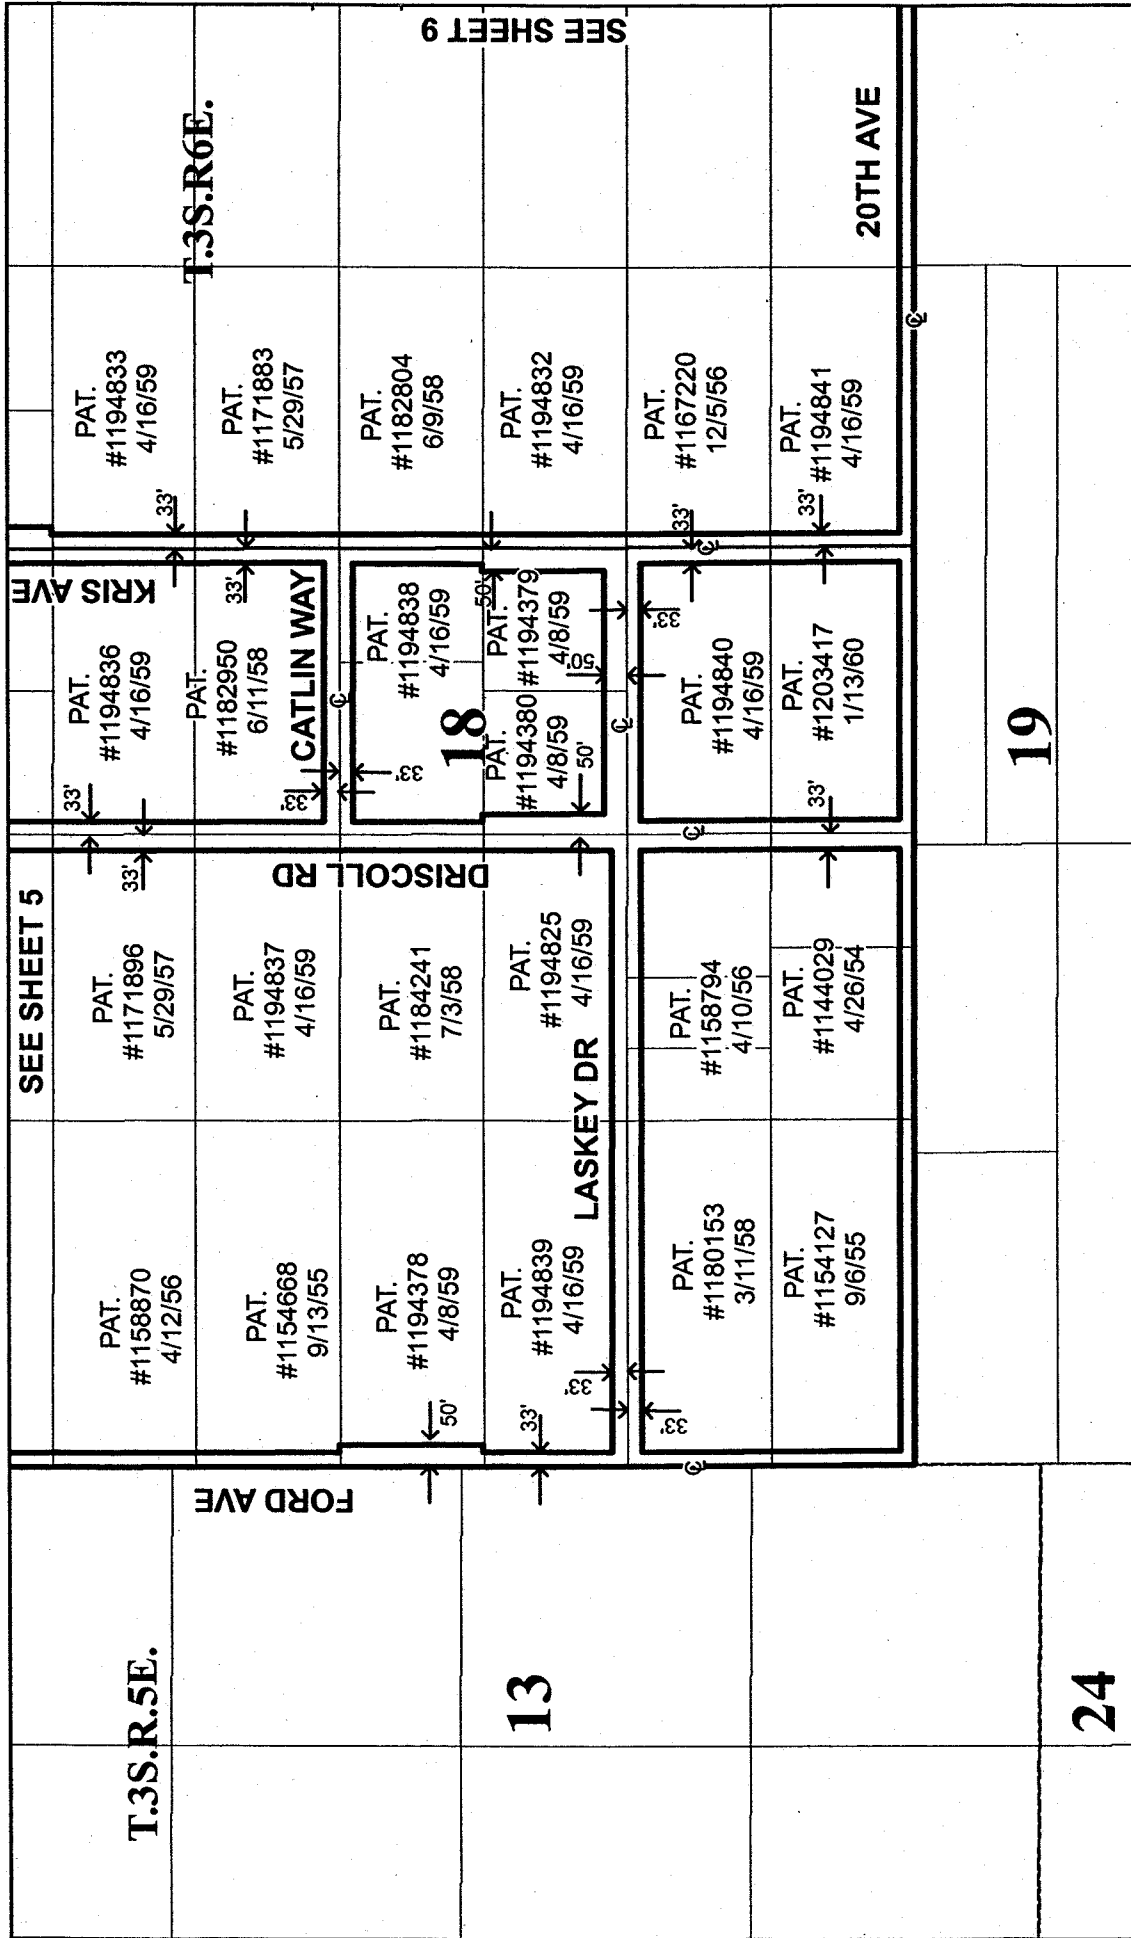 SEE SHEET 5
SEE SHEET 9
T.3S.R.5E.
T.3S.R6E.
FORD AVE
DRISCOLL RD
KRIS AVE
CATLIN WAY
LASKEY DR
20TH AVE
13
18
19
24
PAT.
#1158870
4/12/56
PAT.
#1171896
5/29/57
PAT.
#1194836
4/16/59
PAT.
#1194833
4/16/59
PAT.
#1154668
9/13/55
PAT.
#1194837
4/16/59
PAT.
#1182950
6/11/58
PAT.
#1171883
5/29/57
PAT.
#1194378
4/8/59
PAT.
#1184241
7/3/58
PAT.
#1194838
4/16/59
PAT.
#1182804
6/9/58
PAT.
#1194839
4/16/59
PAT.
#1194825
4/16/59
PAT.
#1194380
4/8/59
PAT.
#1194379
4/8/59
PAT.
#1194832
4/16/59
PAT.
#1180153
3/11/58
PAT.
#1158794
4/10/56
PAT.
#1194840
4/16/59
PAT.
#1167220
12/5/56
PAT.
#1154127
9/6/55
PAT.
#1144029
4/26/54
PAT.
#1203417
1/13/60
PAT.
#1194841
4/16/59
33'
33'
33'
33'
33'
33'
50'
50'
50'
50'
33'
33'
33'
33'
33'
33'
33'